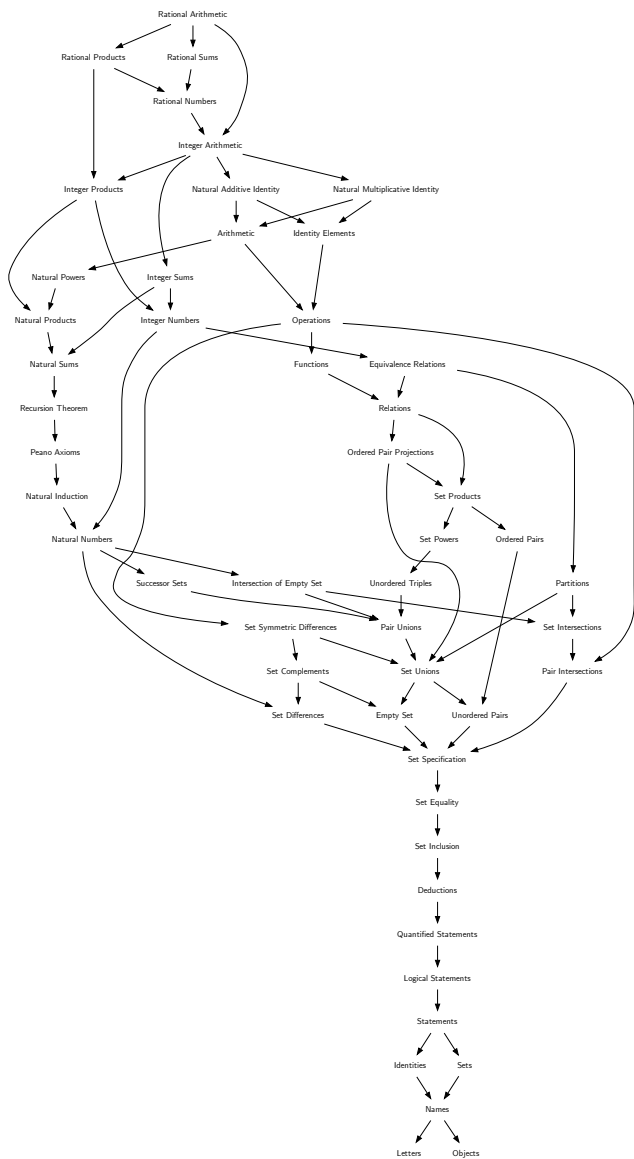 Rational Arithmetic
Rational Products
Rational Sums
Rational Numbers
Integer Arithmetic
Integer Products
Natural Additive Identity
Natural Multiplicative Identity
Arithmetic
Identity Elements
Natural Powers
Integer Sums
Natural Products
Integer Numbers
Operations
Natural Sums
Functions
Equivalence Relations
Recursion Theorem
Relations
Peano Axioms
Ordered Pair Projections
Natural Induction
Set Products
Natural Numbers
Set Powers
Ordered Pairs
Successor Sets
Intersection of Empty Set
Unordered Triples
Partitions
Set Symmetric Differences
Pair Unions
Set Intersections
Set Complements
Set Unions
Pair Intersections
Set Differences
Empty Set
Unordered Pairs
Set Specification
Set Equality
Set Inclusion
Deductions
Quantified Statements
Logical Statements
Statements
Identities
Sets
Names
Letters
Objects